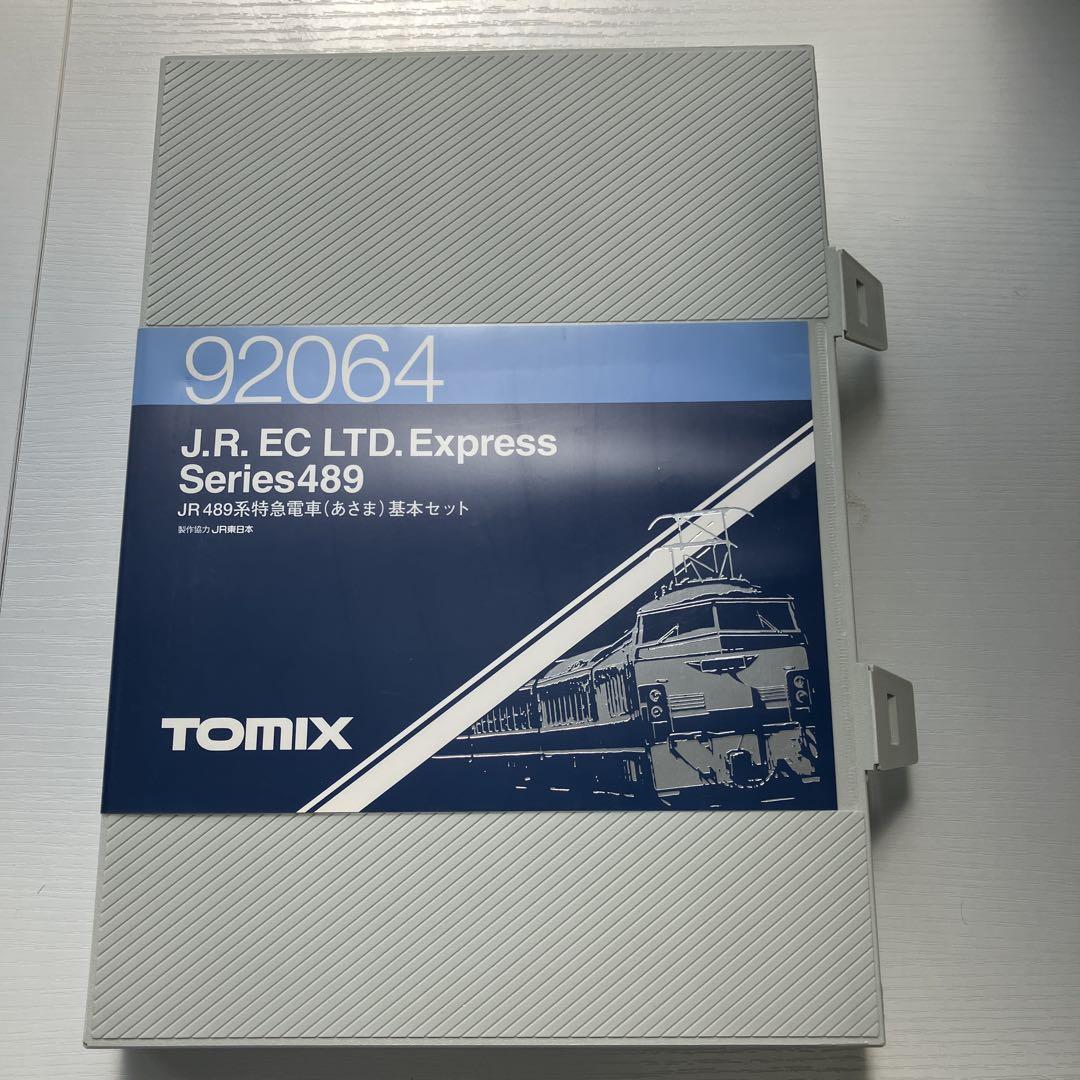 92064
J.R. EC LTD. Express
Series489
JR 489系特急電車(あさま)基本セット
製作協力 JR東日本
TOMIX